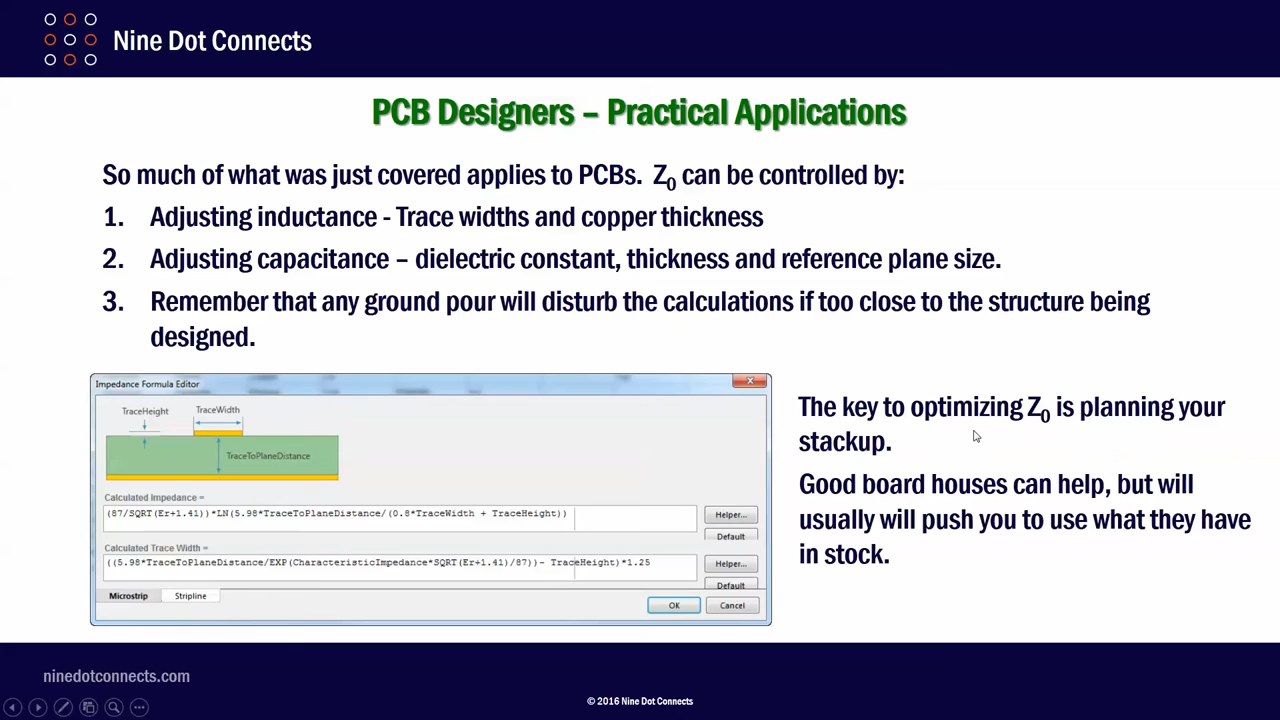 Nine Dot Connects
PCB Designers – Practical Applications
So much of what was just covered applies to PCBs. Z0 can be controlled by:
1. Adjusting inductance - Trace widths and copper thickness
2. Adjusting capacitance – dielectric constant, thickness and reference plane size.
3. Remember that any ground pour will disturb the calculations if too close to the structure being
designed.
Impedance Formula Editor
TraceHeight
TraceWidth
TraceToPlaneDistance
Calculated Impedance =
(87/SQRT(Er+1.41))*LN(5.98*TraceToPlaneDistance/(0.8*TraceWidth + TraceHeight))
Helper...
Default
Calculated Trace Width =
((5.98*TraceToPlaneDistance/EXP(CharacteristicImpedance*SQRT(Er+1.41)/87))- TraceHeight)*1.25
Helper...
Default
Microstrip Stripline
OK Cancel
The key to optimizing Z0 is planning your
stackup.
Good board houses can help, but will
usually will push you to use what they have
in stock.
ninedotconnects.com
© 2016 Nine Dot Connects